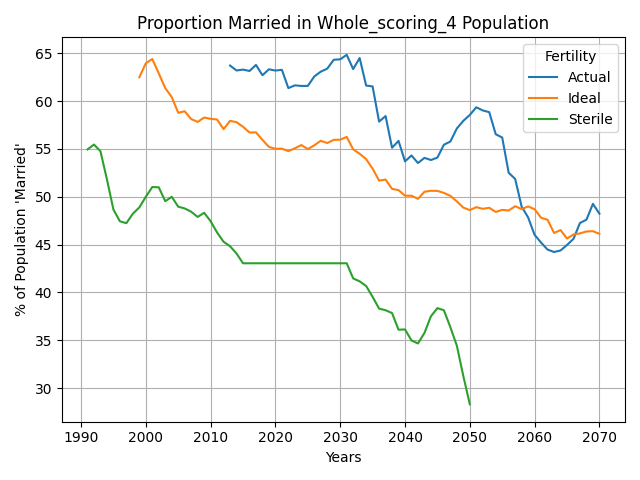 Proportion Married in Whole_scoring_4 Population
Fertility
Actual
Ideal
Sterile
% of Population 'Married'
65
60
55
50
45
40
35
30
1990
2000
2010
2020
2030
2040
2050
2060
2070
Years